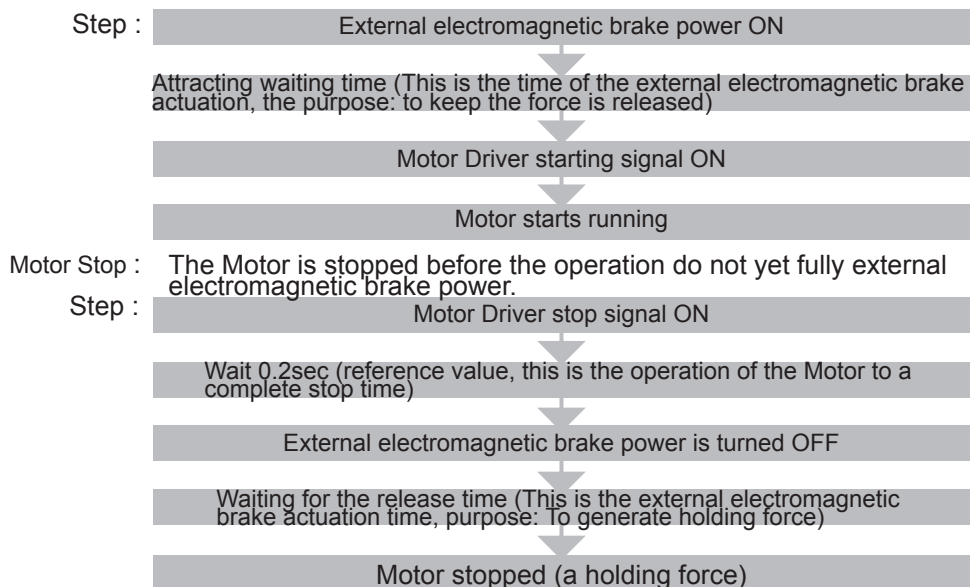 Step : External electromagnetic brake power ON
Attracting waiting time (This is the time of the external electromagnetic brake
actuation, the purpose: to keep the force is released)
Motor Driver starting signal ON
Motor starts running
Motor Stop : The Motor is stopped before the operation do not yet fully external
electromagnetic brake power.
Step : Motor Driver stop signal ON
Wait 0.2sec (reference value, this is the operation of the Motor to a
complete stop time)
External electromagnetic brake power is turned OFF
Waiting for the release time (This is the external electromagnetic
brake actuation time, purpose: To generate holding force)
Motor stopped (a holding force)